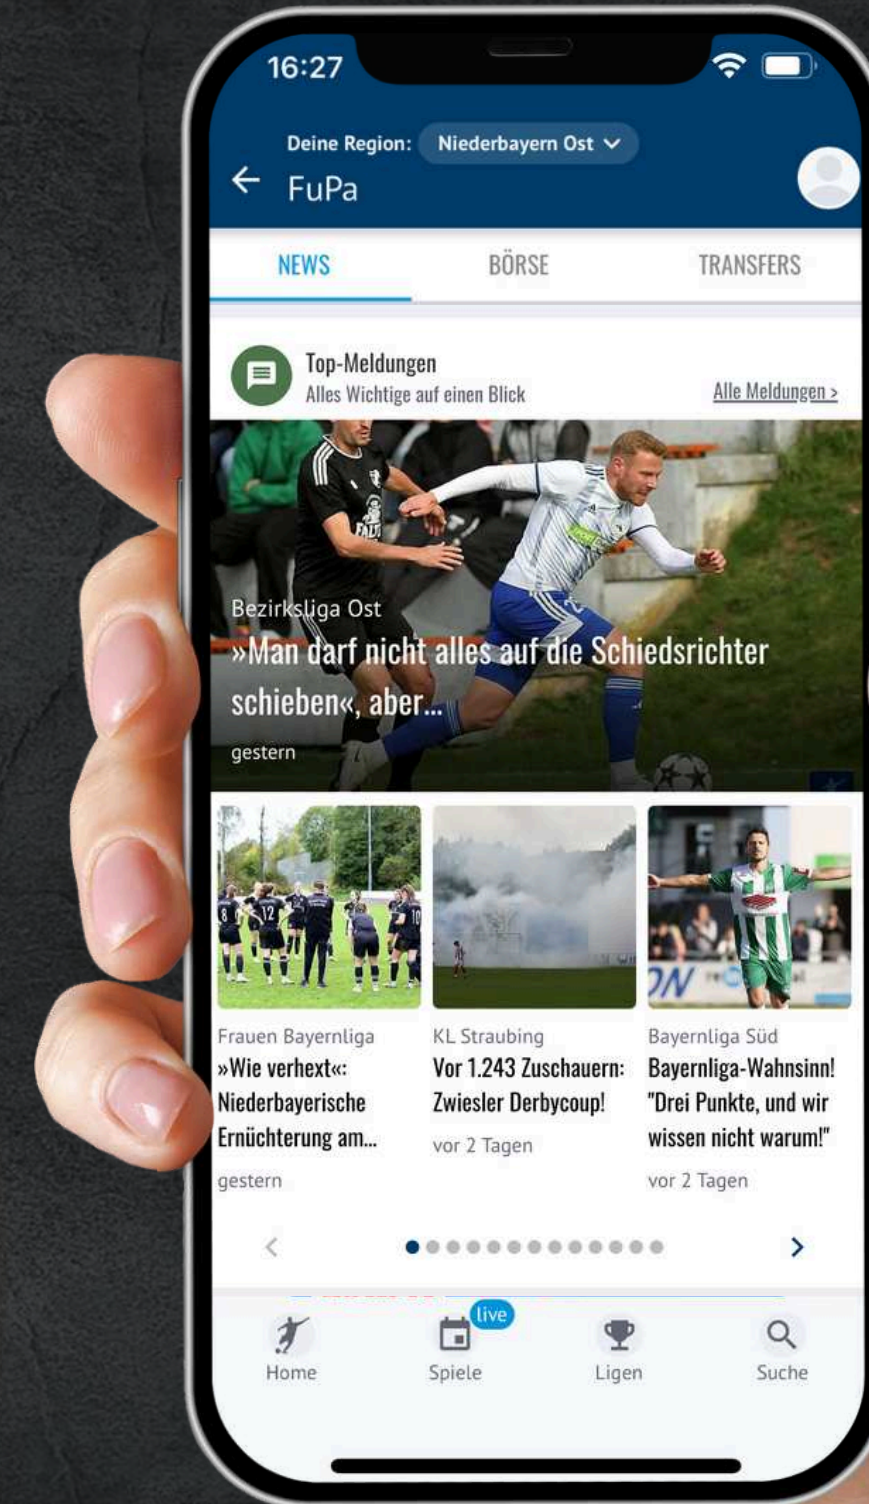 16:27
Deine Region: Niederbayern Ost
FuPa
NEWS BÖRSE TRANSFERS
Top-Meldungen
Alles Wichtige auf einen Blick
Alle Meldungen >
Bezirksliga Ost
»Man darf nicht alles auf die Schiedsrichter
schieben«, aber...
gestern
8 12 10
Frauen Bayernliga
»Wie verhext«:
Niederbayerische
Ernüchterung am...
gestern
KL Straubing
Vor 1.243 Zuschauern:
Zwiesler Derbycoup!
vor 2 Tagen
Bayernliga Süd
Bayernliga-Wahnsinn!
"Drei Punkte, und wir
wissen nicht warum!"
vor 2 Tagen
live
Home Spiele Ligen Suche